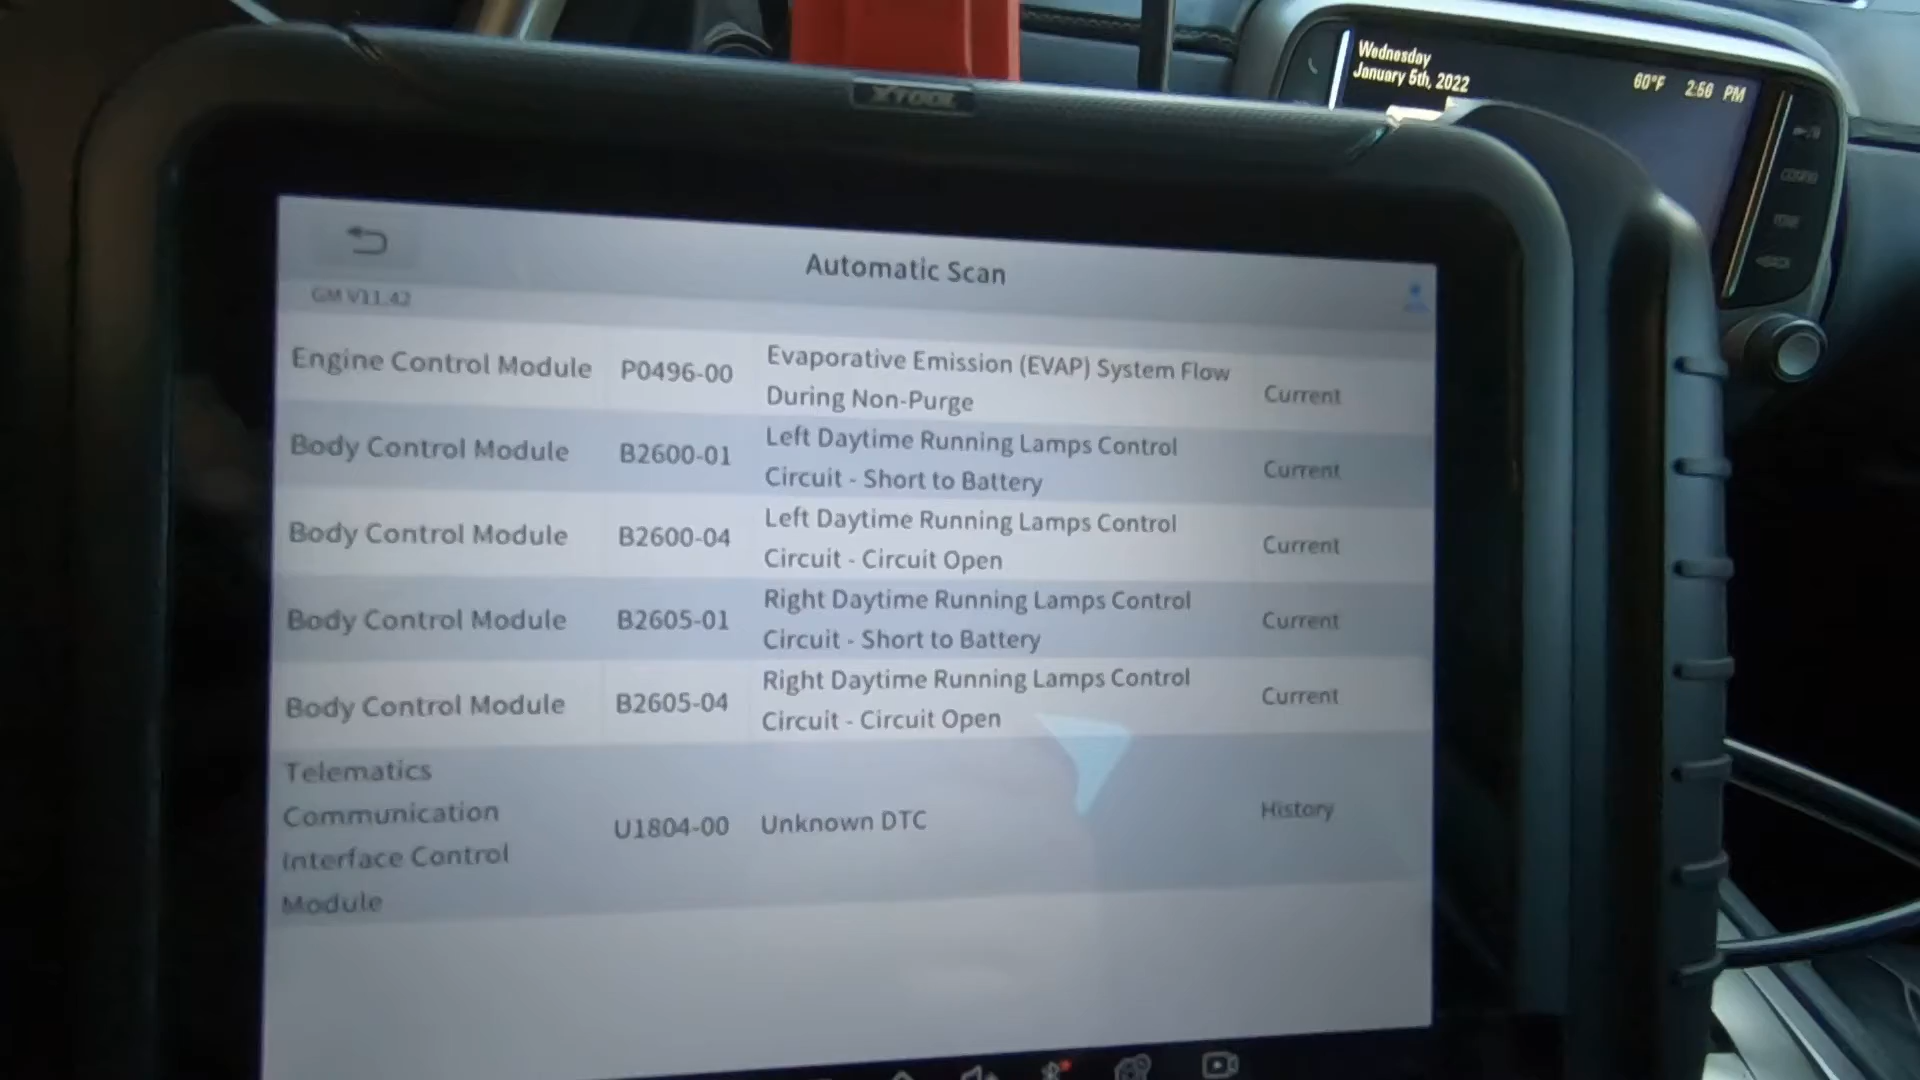 Wednesday
January 5th, 2022
60°F 2:56 PM
XTOOL
CONFIG
TONE
BACK
Automatic Scan
GM V11.42
Engine Control Module P0496-00 Evaporative Emission (EVAP) System Flow
During Non-Purge Current
Body Control Module B2600-01 Left Daytime Running Lamps Control
Circuit - Short to Battery Current
Body Control Module B2600-04 Left Daytime Running Lamps Control
Circuit - Circuit Open Current
Body Control Module B2605-01 Right Daytime Running Lamps Control
Circuit - Short to Battery Current
Body Control Module B2605-04 Right Daytime Running Lamps Control
Circuit - Circuit Open Current
Telematics
Communication
Interface Control
Module
U1804-00 Unknown DTC History